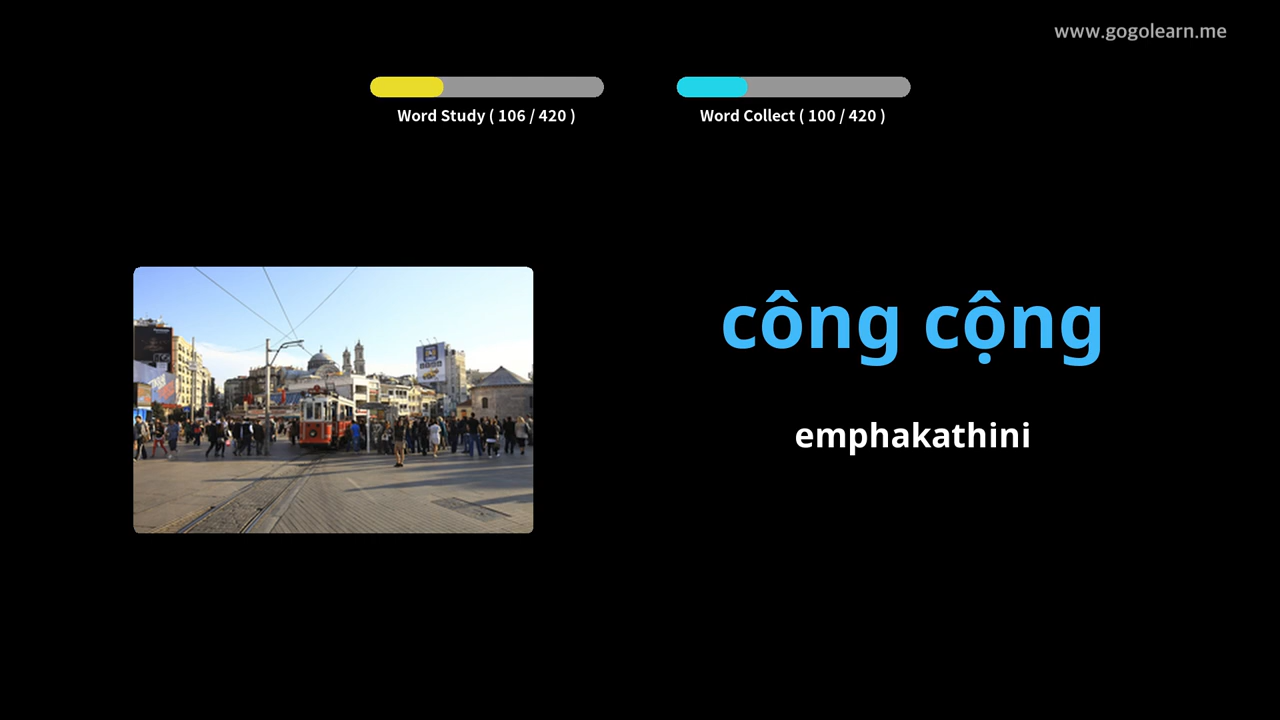 www.gogolearn.me
Word Study ( 106 / 420 )
Word Collect ( 100 / 420 )
công cộng
emphakathini